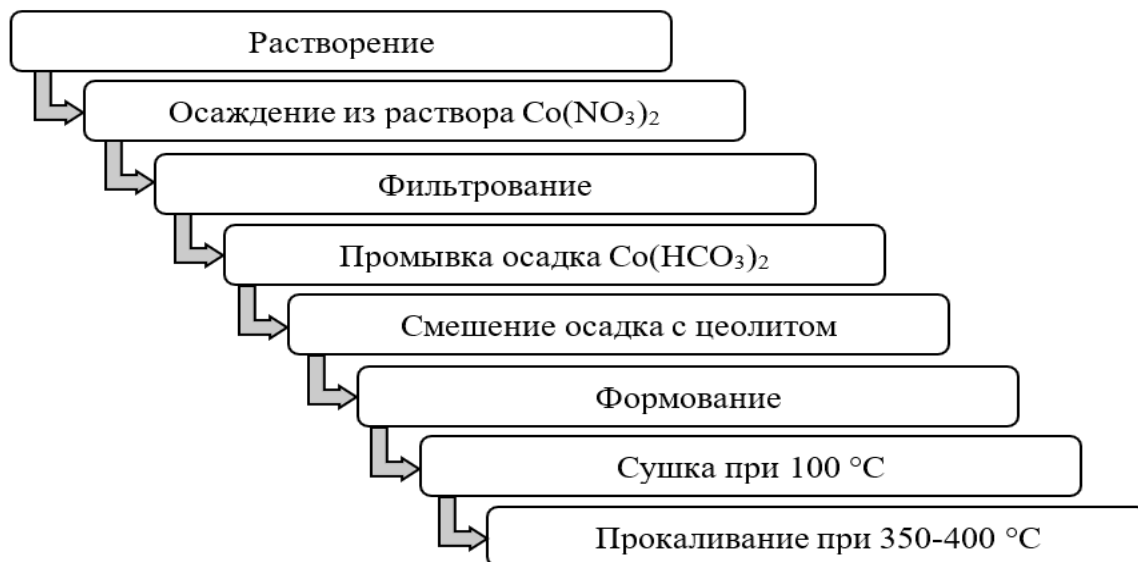 Растворение
Осаждение из раствора Co(NO₃)₂
Фильтрование
Промывка осадка Co(HCO₃)₂
Смешение осадка с цеолитом
Формование
Сушка при 100 °C
Прокаливание при 350-400 °C